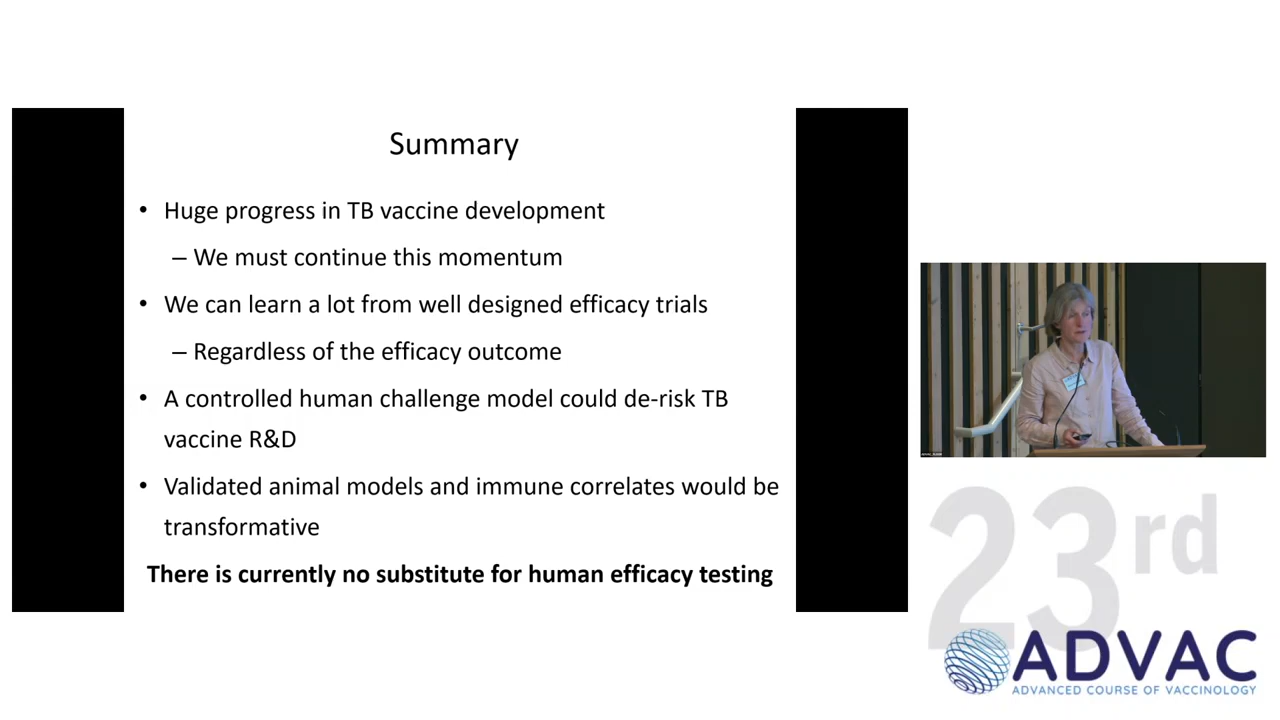 Summary
• Huge progress in TB vaccine development
– We must continue this momentum
• We can learn a lot from well designed efficacy trials
– Regardless of the efficacy outcome
• A controlled human challenge model could de-risk TB
vaccine R&D
• Validated animal models and immune correlates would be
transformative
There is currently no substitute for human efficacy testing
23rd
ADVAC
ADVANCED COURSE OF VACCINOLOGY